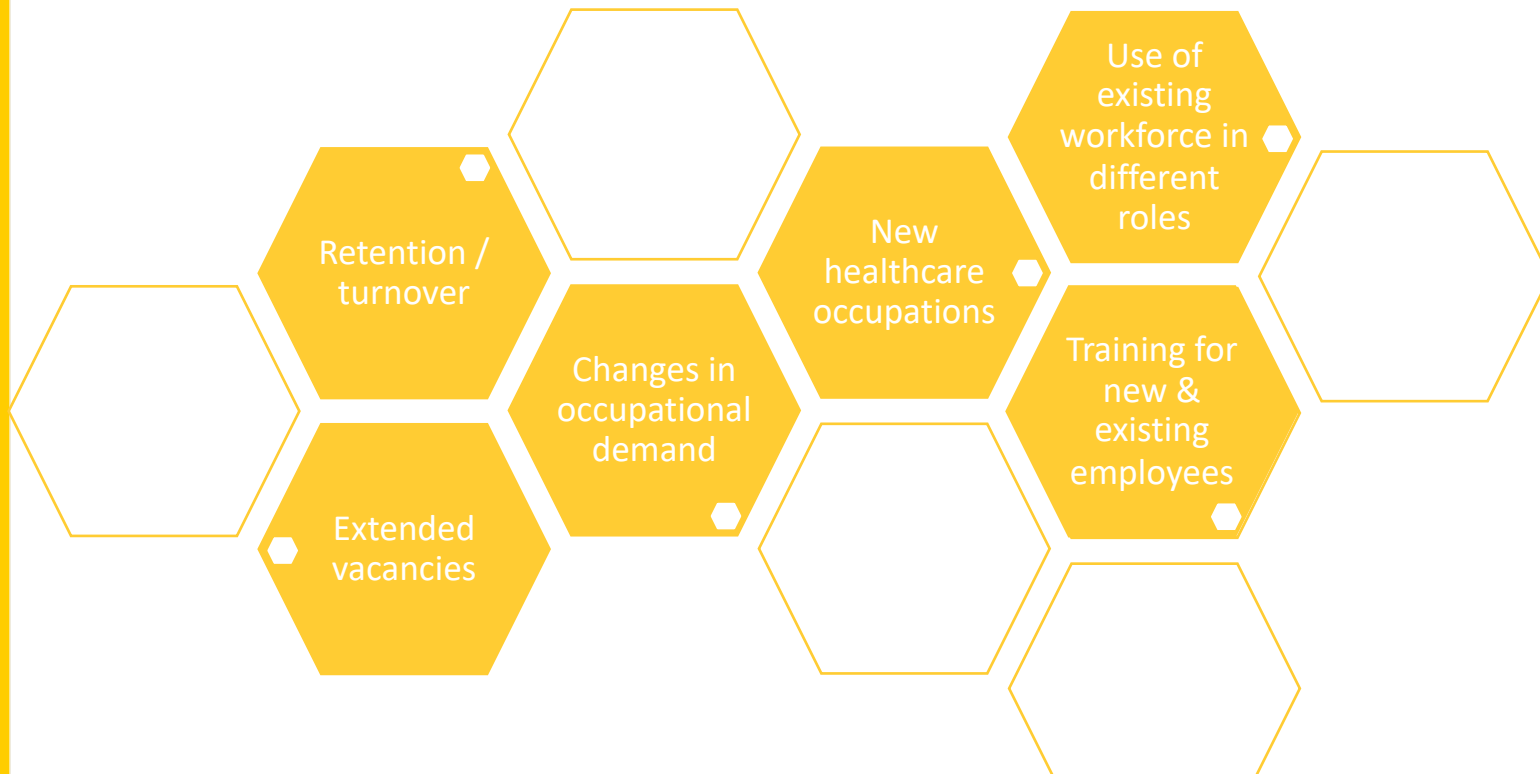 Retention /
turnover
Extended
vacancies
Changes in
occupational
demand
New
healthcare
occupations
Use of
existing
workforce in
different
roles
Training for
new &
existing
employees